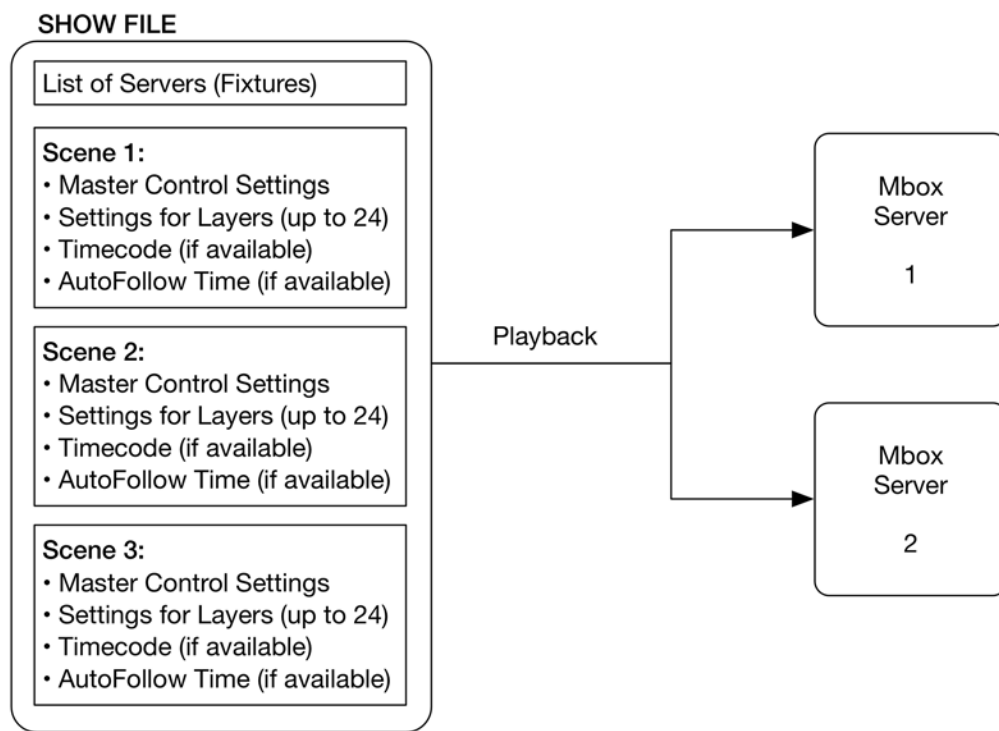 SHOW FILE
List of Servers (Fixtures)
Scene 1:
• Master Control Settings
• Settings for Layers (up to 24)
• Timecode (if available)
• AutoFollow Time (if available)
Scene 2:
• Master Control Settings
• Settings for Layers (up to 24)
• Timecode (if available)
• AutoFollow Time (if available)
Scene 3:
• Master Control Settings
• Settings for Layers (up to 24)
• Timecode (if available)
• AutoFollow Time (if available)
Playback
Mbox
Server
1
Mbox
Server
2